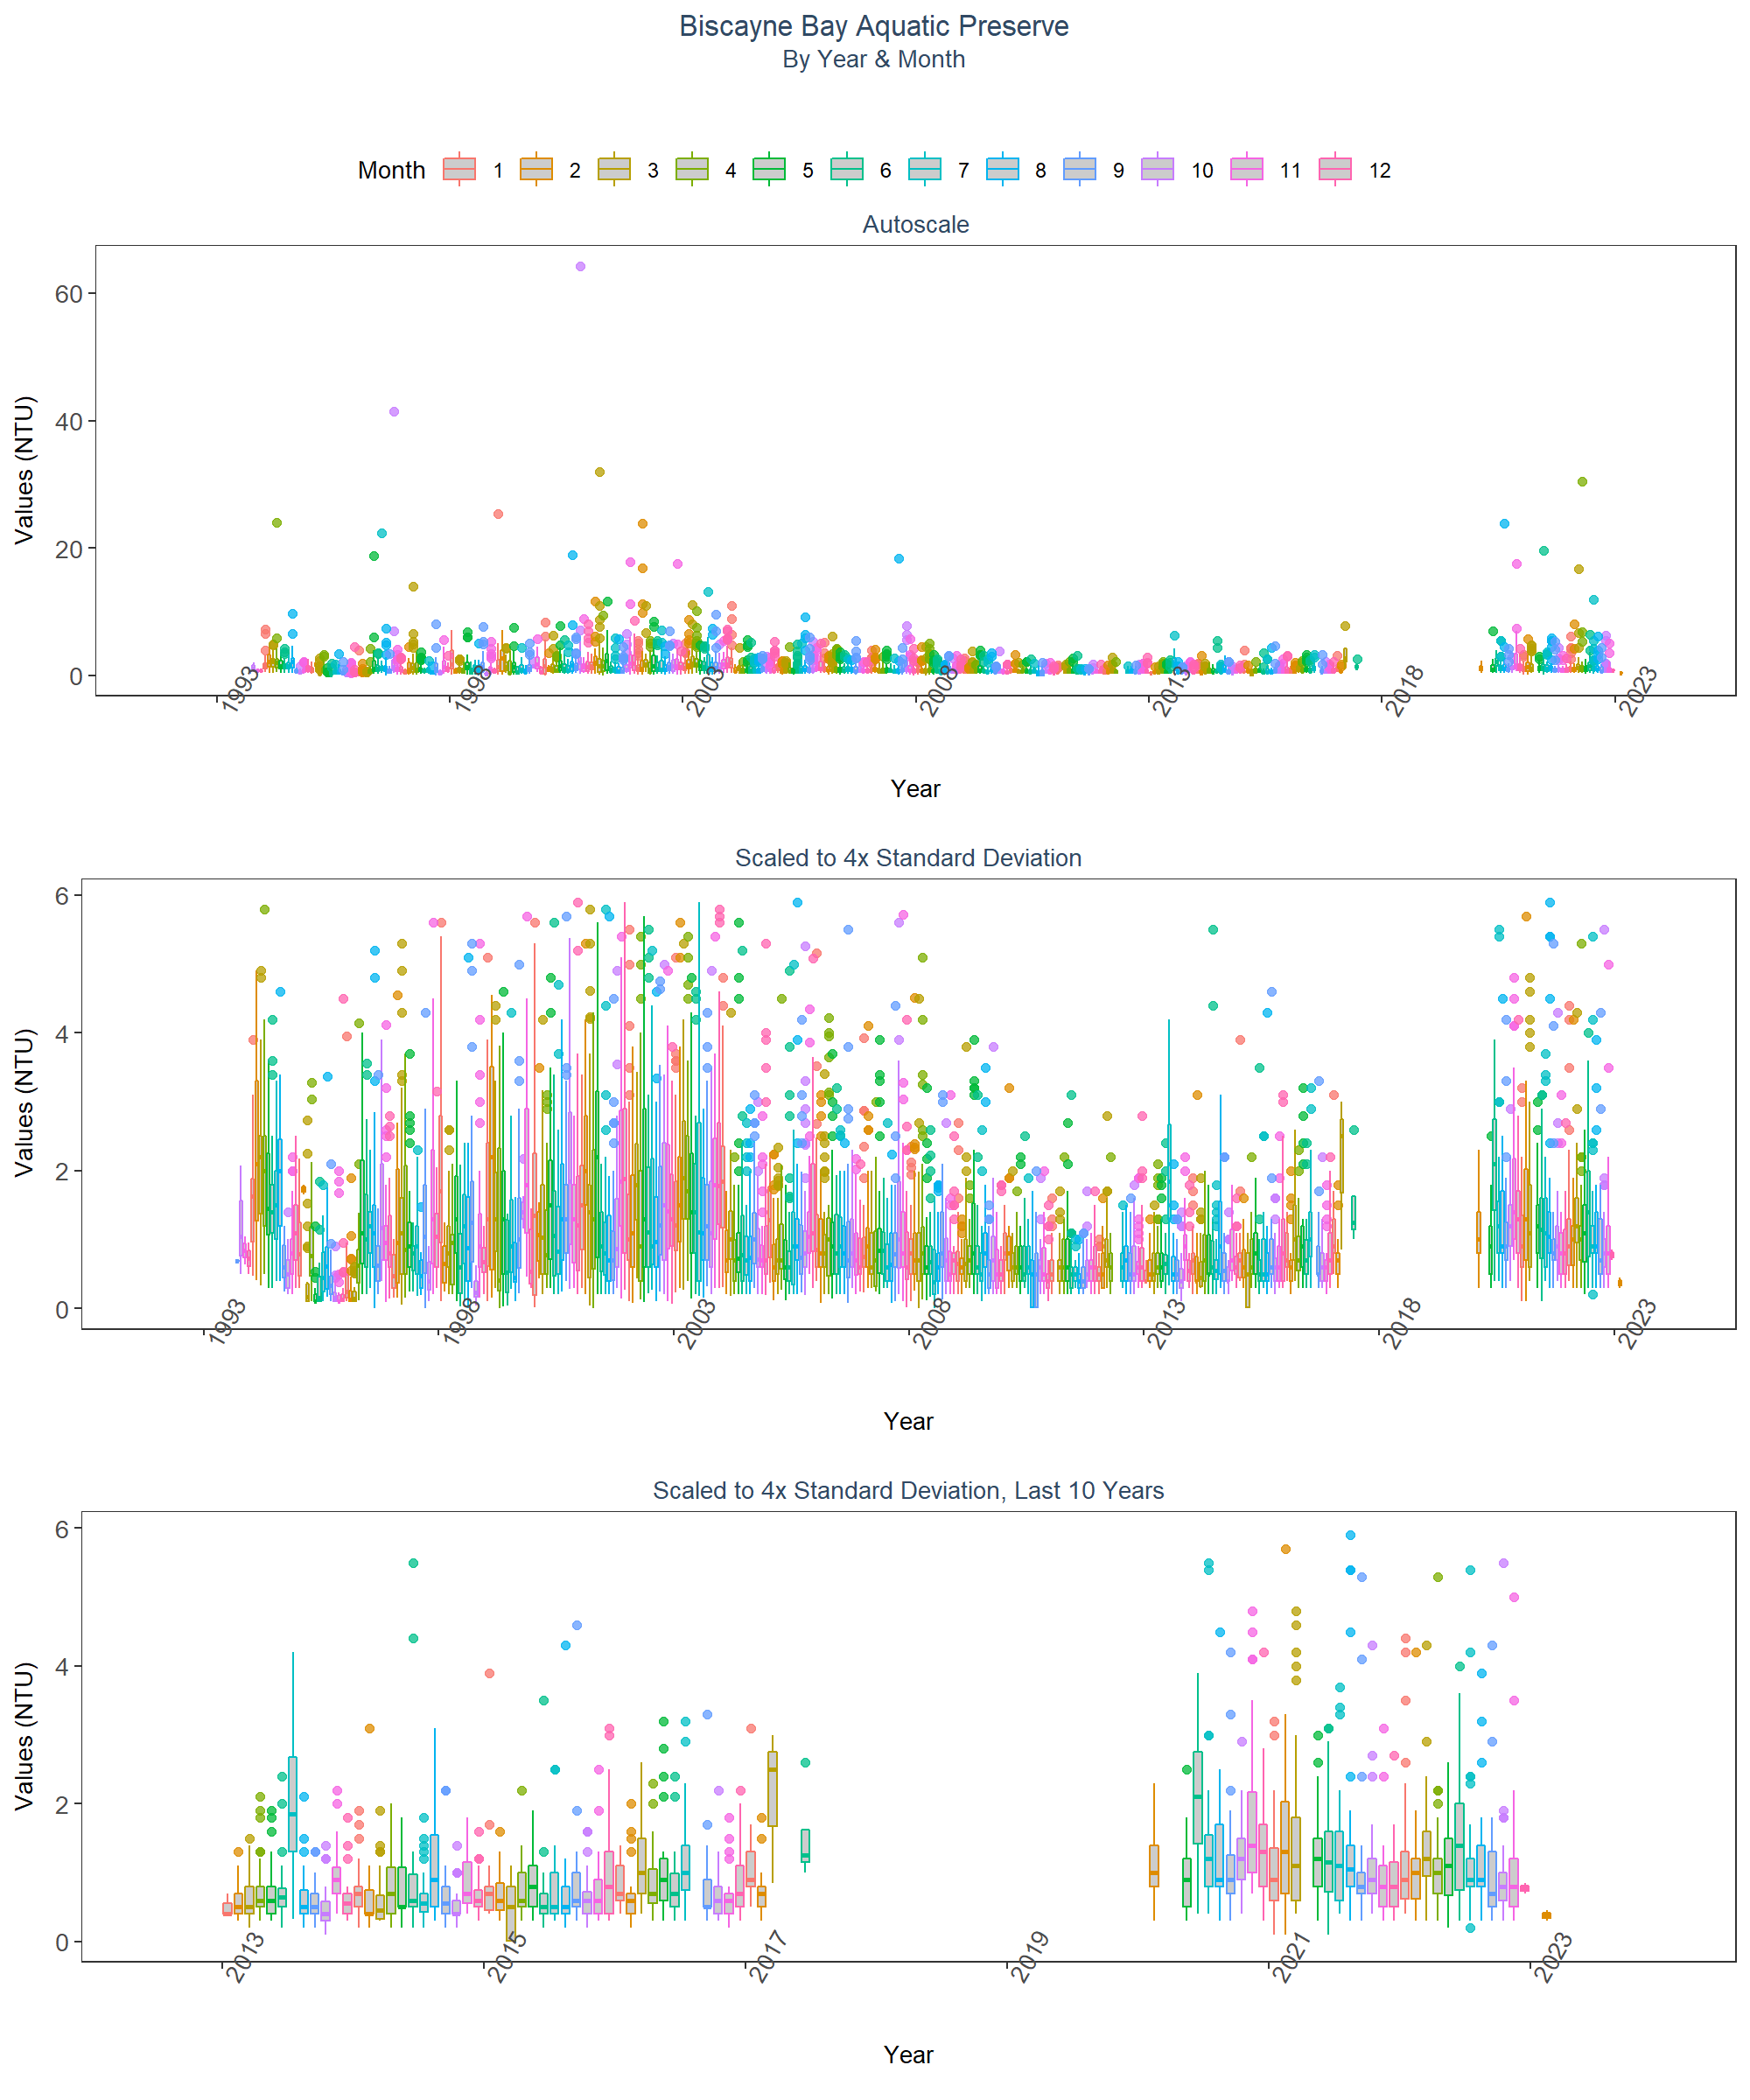 Biscayne Bay Aquatic Preserve
By Year & Month
Month 1 2 3 4 5 6 7 8 9 10 11 12
Autoscale
Values (NTU)
60
40
20
0
1993 1998 2003 2008 2013 2018 2023
Year
Scaled to 4x Standard Deviation
Values (NTU)
6
4
2
0
1993 1998 2003 2008 2013 2018 2023
Year
Scaled to 4x Standard Deviation, Last 10 Years
Values (NTU)
6
4
2
0
2013 2015 2017 2019 2021 2023
Year